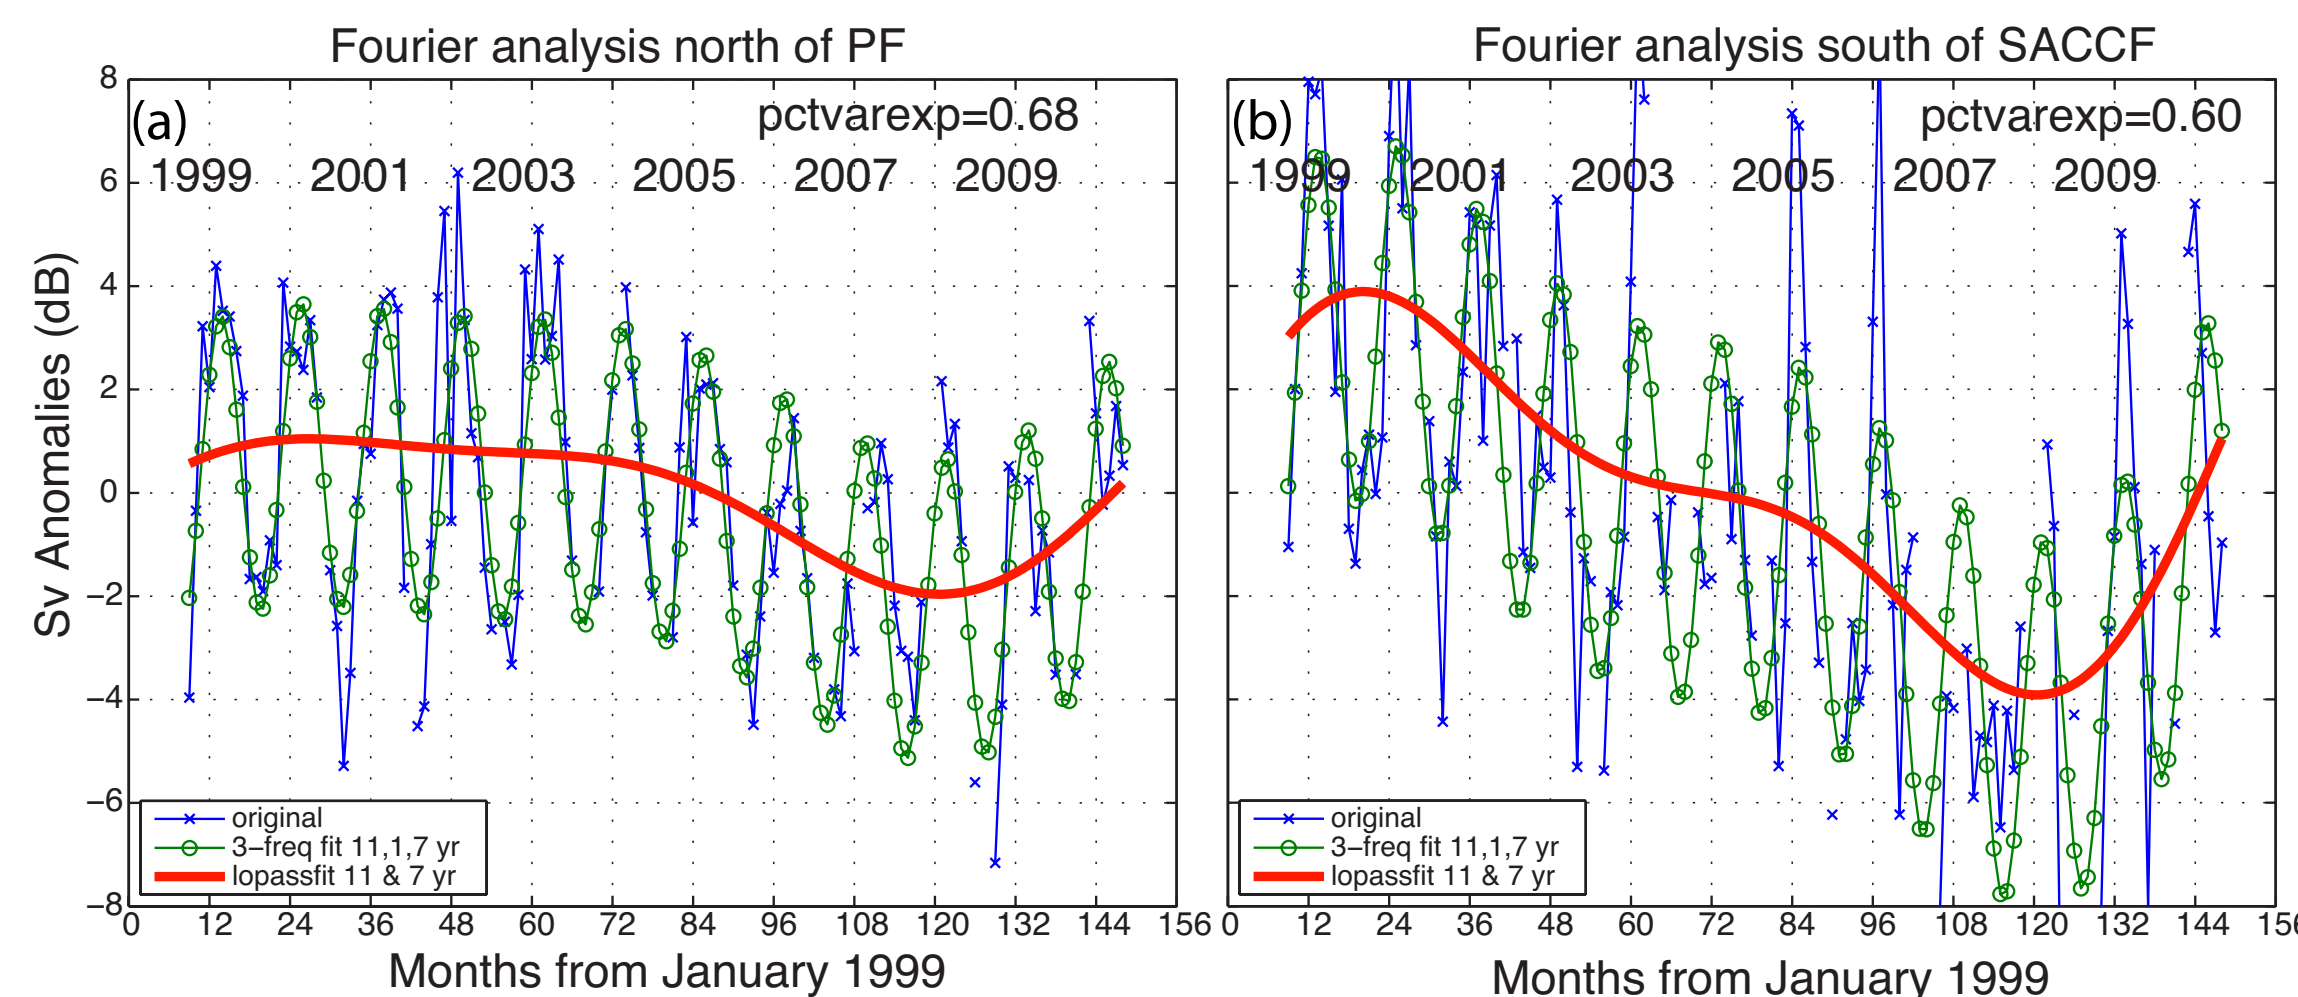 Fourier analysis north of PF
(a)
pctvarexp=0.68
1999 2001 2003 2005 2007 2009
Sv Anomalies (dB)
8
6
4
2
0
−2
−4
−6
−8
original
3−freq fit 11,1,7 yr
lopassfit 11 & 7 yr
0 12 24 36 48 60 72 84 96 108 120 132 144 156
Months from January 1999
Fourier analysis south of SACCF
(b)
pctvarexp=0.60
1999 2001 2003 2005 2007 2009
original
3−freq fit 11,1,7 yr
lopassfit 11 & 7 yr
0 12 24 36 48 60 72 84 96 108 120 132 144 156
Months from January 1999